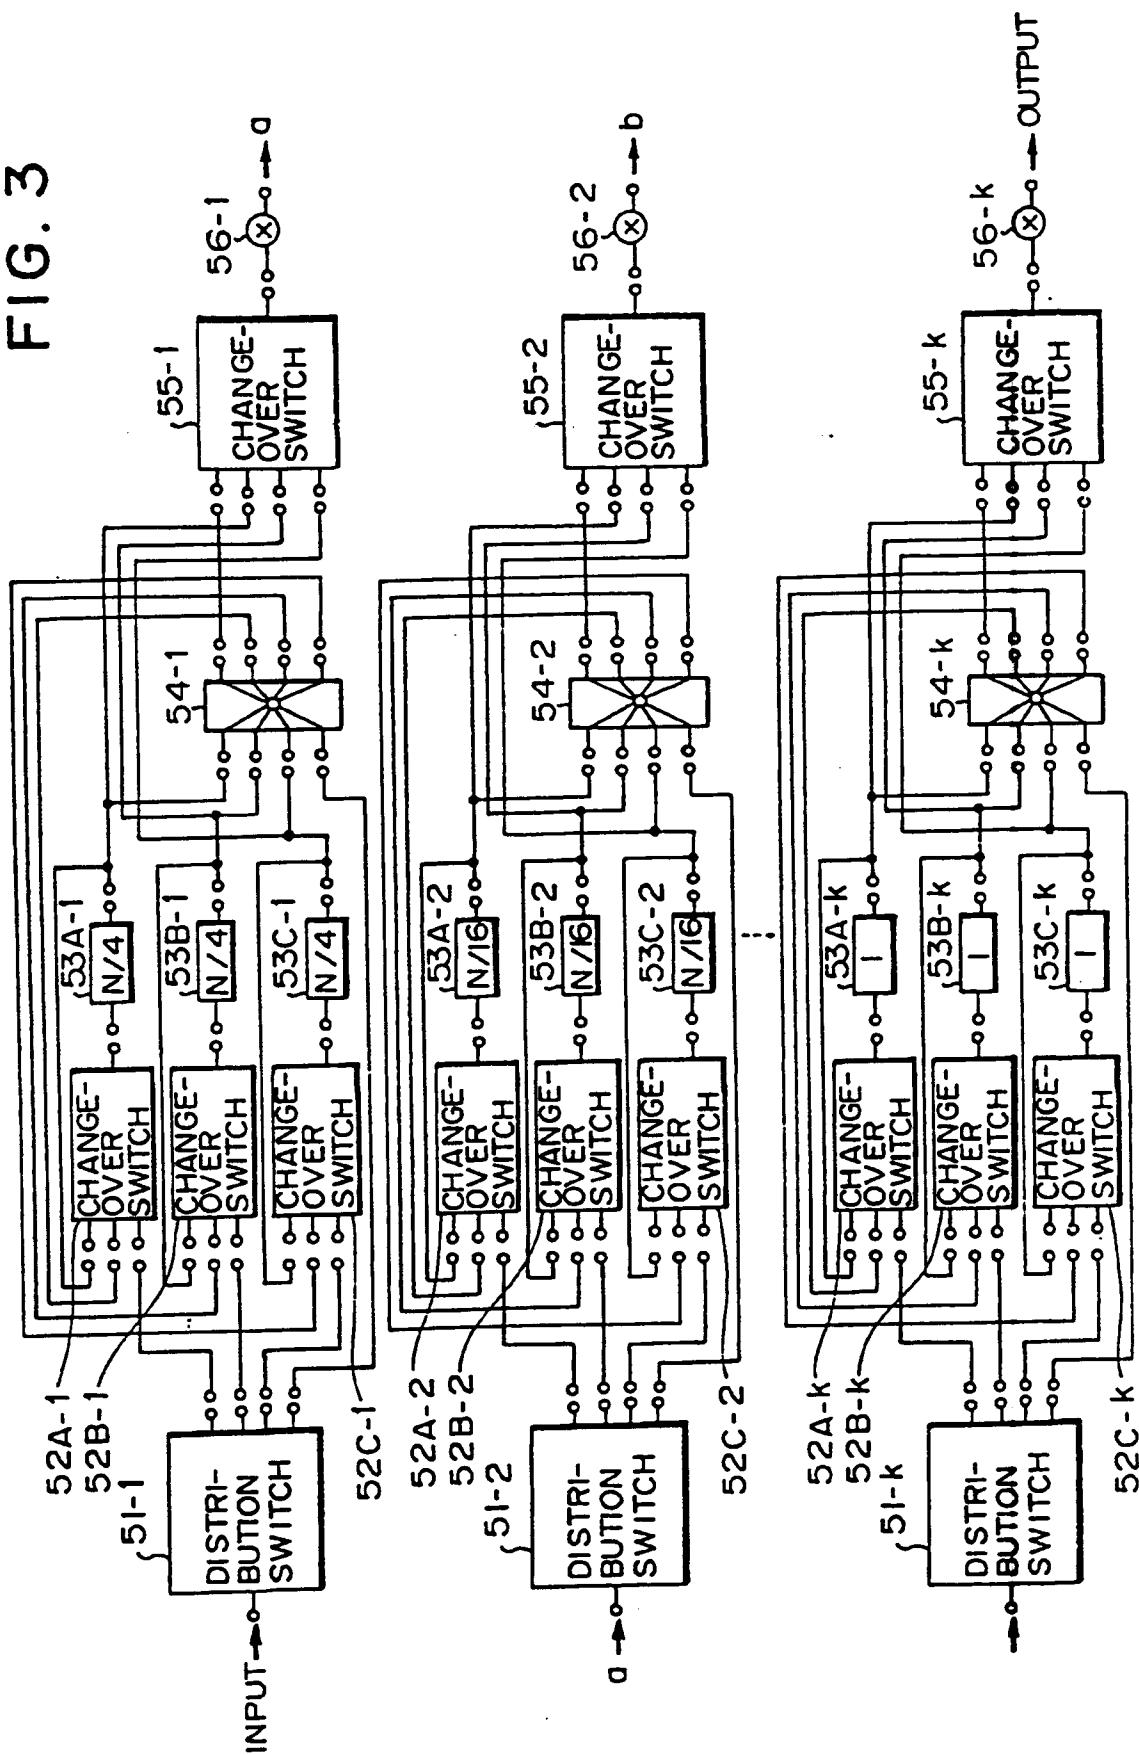 FIG. 3
INPUT
51-1
DISTRI-
BUTION
SWITCH
52A-1
52B-1
52C-1
CHANGE-
OVER
SWITCH
CHANGE-
OVER
SWITCH
CHANGE-
OVER
SWITCH
53A-1
N/4
53B-1
N/4
53C-1
N/4
54-1
55-1
CHANGE-
OVER
SWITCH
56-1
a
a
51-2
DISTRI-
BUTION
SWITCH
52A-2
52B-2
52C-2
CHANGE-
OVER
SWITCH
CHANGE-
OVER
SWITCH
CHANGE-
OVER
SWITCH
53A-2
N/16
53B-2
N/16
53C-2
N/16
54-2
55-2
CHANGE-
OVER
SWITCH
56-2
b
51-k
DISTRI-
BUTION
SWITCH
52A-k
52B-k
52C-k
CHANGE-
OVER
SWITCH
CHANGE-
OVER
SWITCH
CHANGE-
OVER
SWITCH
53A-k
1
53B-k
1
53C-k
1
54-k
55-k
CHANGE-
OVER
SWITCH
56-k
OUTPUT